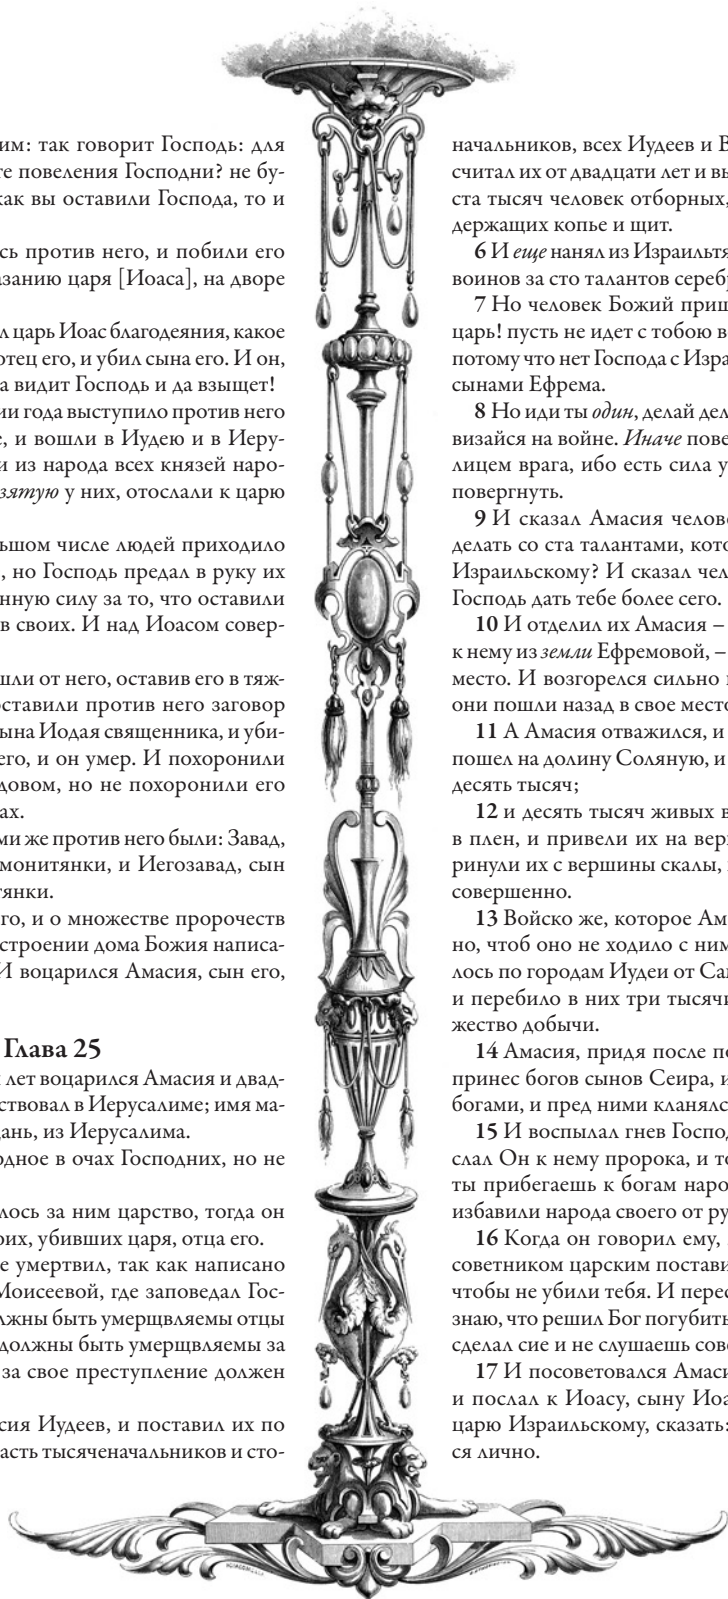 им: так говорит Господь: для
те повеления Господни? не бу-
как вы оставили Господа, то и
сь против него, и побили его
азанию царя [Иоаса], на дворе
л царь Иоас благодеяния, какое
отец его, и убил сына его. И он,
а видит Господь и да взыщет!
ии года выступило против него
е, и вошли в Иудею и в Иеру-
и из народа всех князей наро-
зятую у них, отослали к царю
льшом числе людей приходило
, но Господь предал в руку их
нную силу за то, что оставили
в своих. И над Иоасом совер-
шли от него, оставив его в тяж-
оставили против него заговор
ына Иодая священника, и уби-
его, и он умер. И похоронили
довом, но не похоронили его
ах.
ми же против него были: Завад,
монитянки, и Иегозавад, сын
тянки.
го, и о множестве пророчеств
строении дома Божия написа-
И воцарился Амасия, сын его,
Глава 25
лет воцарился Амасия и двад-
ствовал в Иерусалиме; имя ма-
ань, из Иерусалима.
одное в очах Господних, но не
лось за ним царство, тогда он
оих, убивших царя, отца его.
е умертвил, так как написано
Моисеевой, где заповедал Гос-
лжны быть умерщвляемы отцы
должны быть умерщвляемы за
за свое преступление должен
сия Иудеев, и поставил их по
асть тысяченачальников и сто-
начальников, всех Иудеев и В
считал их от двадцати лет и вы
ста тысяч человек отборных,
держащих копье и щит.
6 И еще нанял из Израильтя
воинов за сто талантов серебр
7 Но человек Божий приш
царь! пусть не идет с тобою в
потому что нет Господа с Изра
сынами Ефрема.
8 Но иди ты один, делай дел
визайся на войне. Иначе пове
лицем врага, ибо есть сила у
повергнуть.
9 И сказал Амасия челове
делать со ста талантами, кото
Израильскому? И сказал чел
Господь дать тебе более сего.
10 И отделил их Амасия –
к нему из земли Ефремовой, –
место. И возгорелся сильно
они пошли назад в свое место
11 А Амасия отважился, и
пошел на долину Соляную, и
десять тысяч;
12 и десять тысяч живых в
в плен, и привели их на вер
ринули их с вершины скалы,
совершенно.
13 Войско же, которое Ам
но, чтоб оно не ходило с ним
лось по городам Иудеи от Са
и перебило в них три тысячи
жество добычи.
14 Амасия, придя после по
принес богов сынов Сеира, и
богами, и пред ними кланялс
15 И воспылал гнев Господ
слал Он к нему пророка, и то
ты прибегаешь к богам наро
избавили народа своего от ру
16 Когда он говорил ему,
советником царским постави
чтобы не убили тебя. И перес
знаю, что решил Бог погубить
сделал сие и не слушаешь сове
17 И посоветовался Амаси
и послал к Иоасу, сыну Иоа
царю Израильскому, сказать:
ся лично.